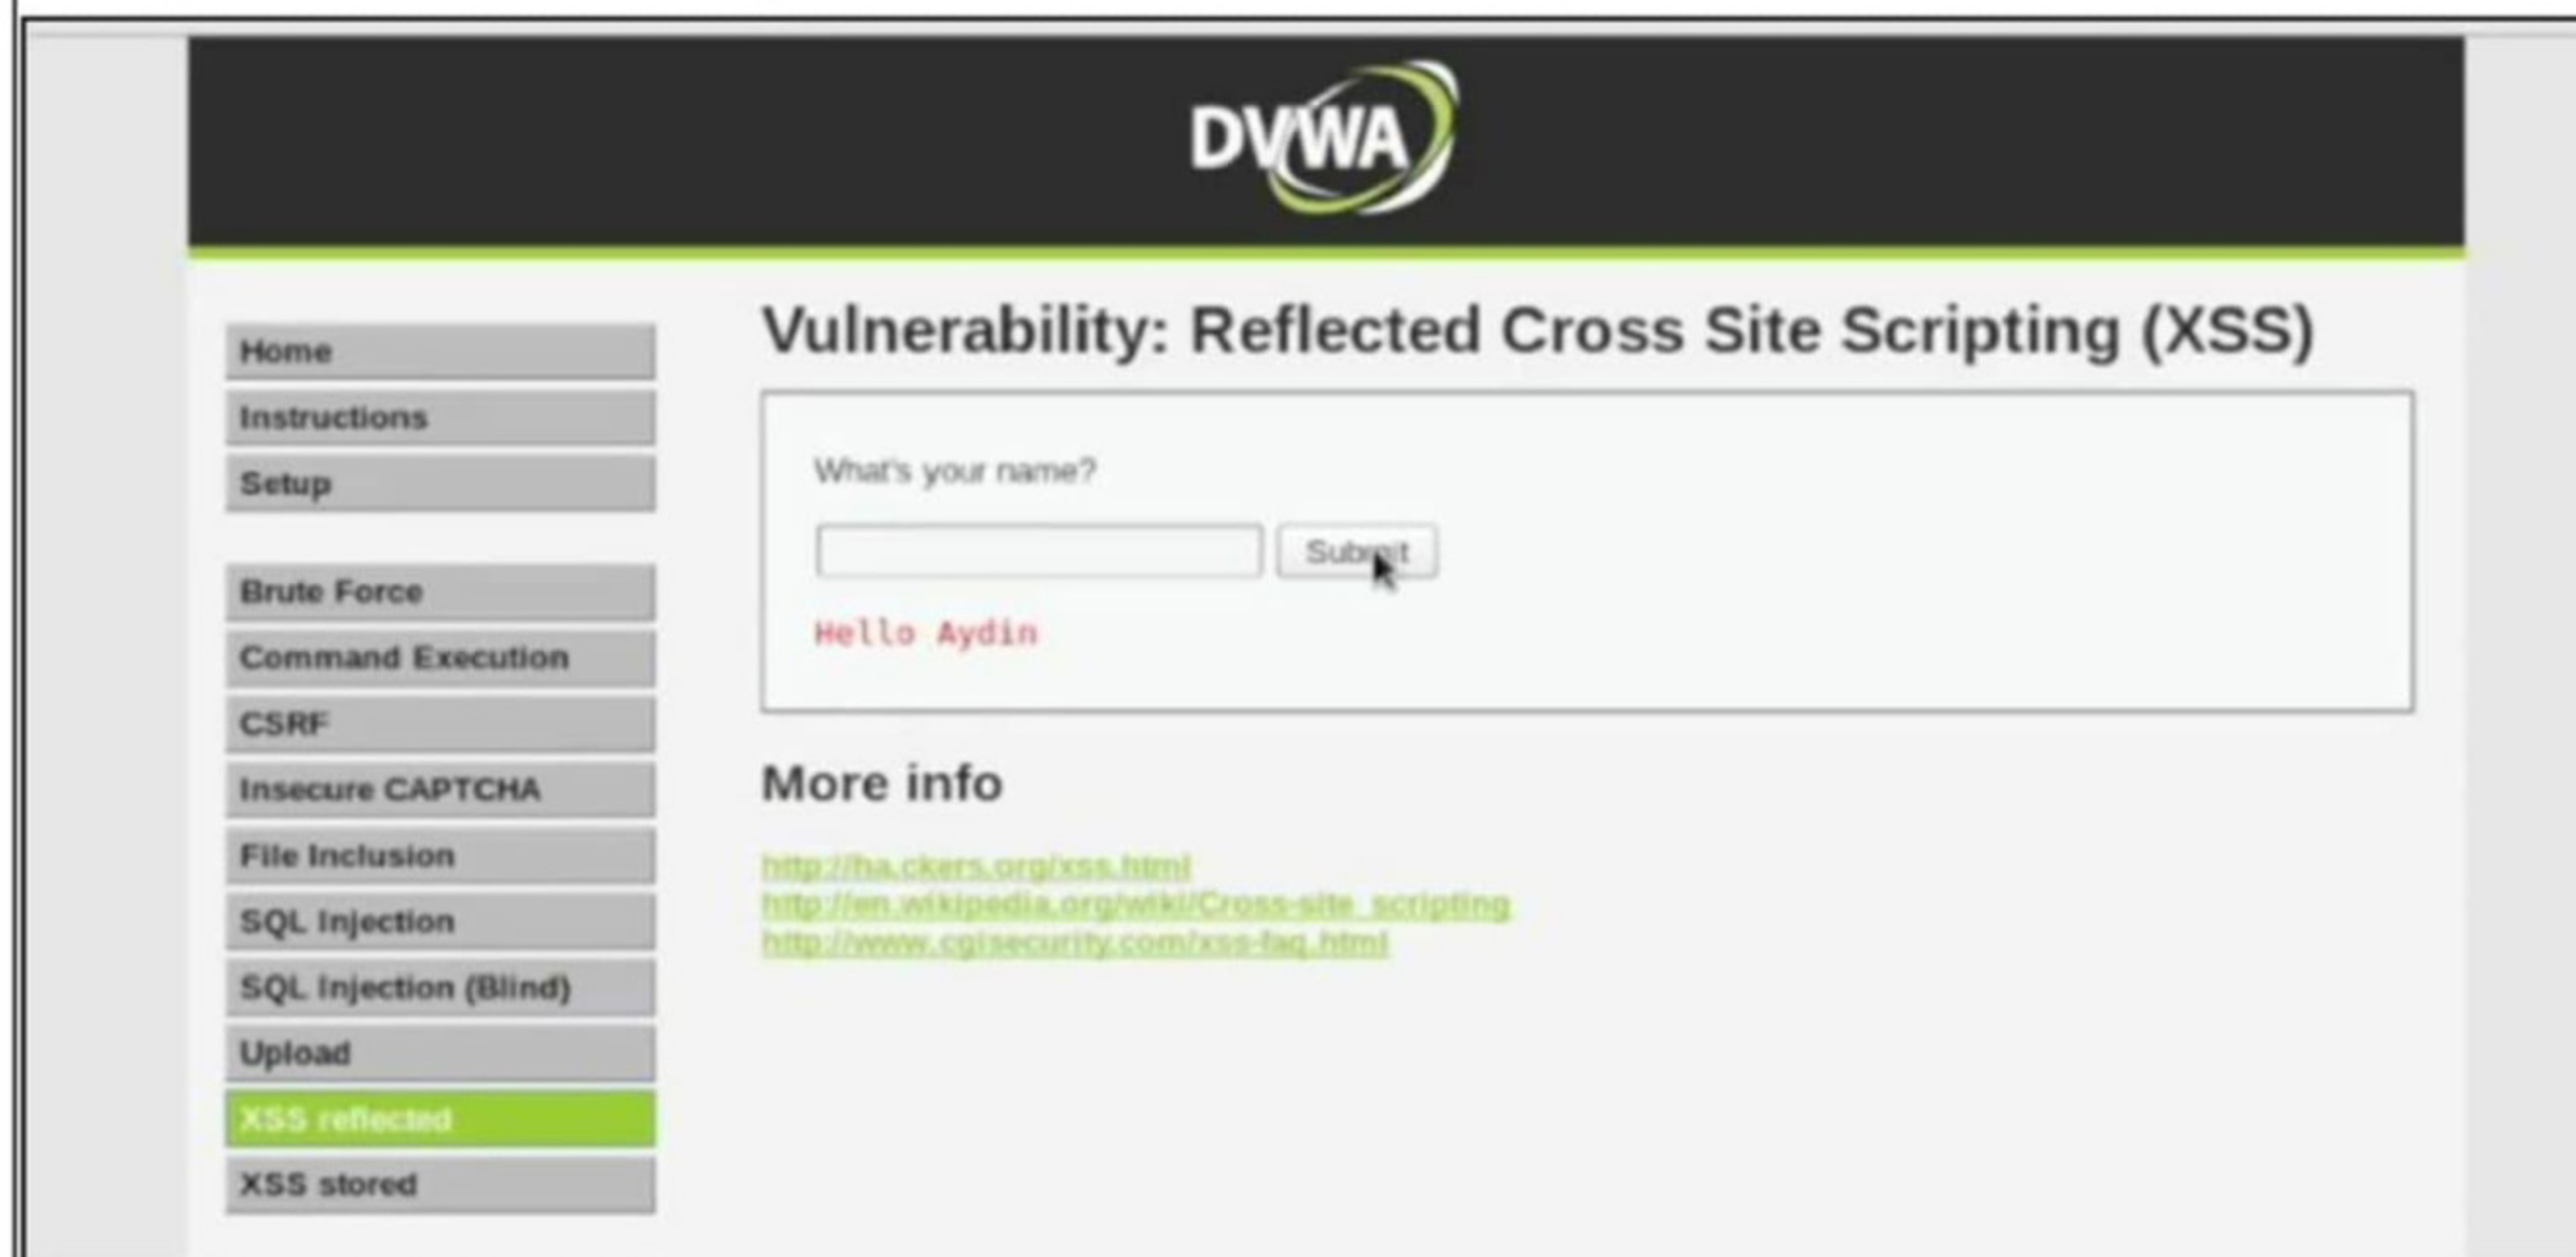 DVWA
Home
Instructions
Setup
Brute Force
Command Execution
CSRF
Insecure CAPTCHA
File Inclusion
SQL Injection
SQL Injection (Blind)
Upload
XSS reflected
XSS stored
Vulnerability: Reflected Cross Site Scripting (XSS)
What's your name?
Submit
Hello Aydin
More info
http://ha.ckers.org/xss.html
http://en.wikipedia.org/wiki/Cross-site_scripting
http://www.cgisecurity.com/xss-faq.html